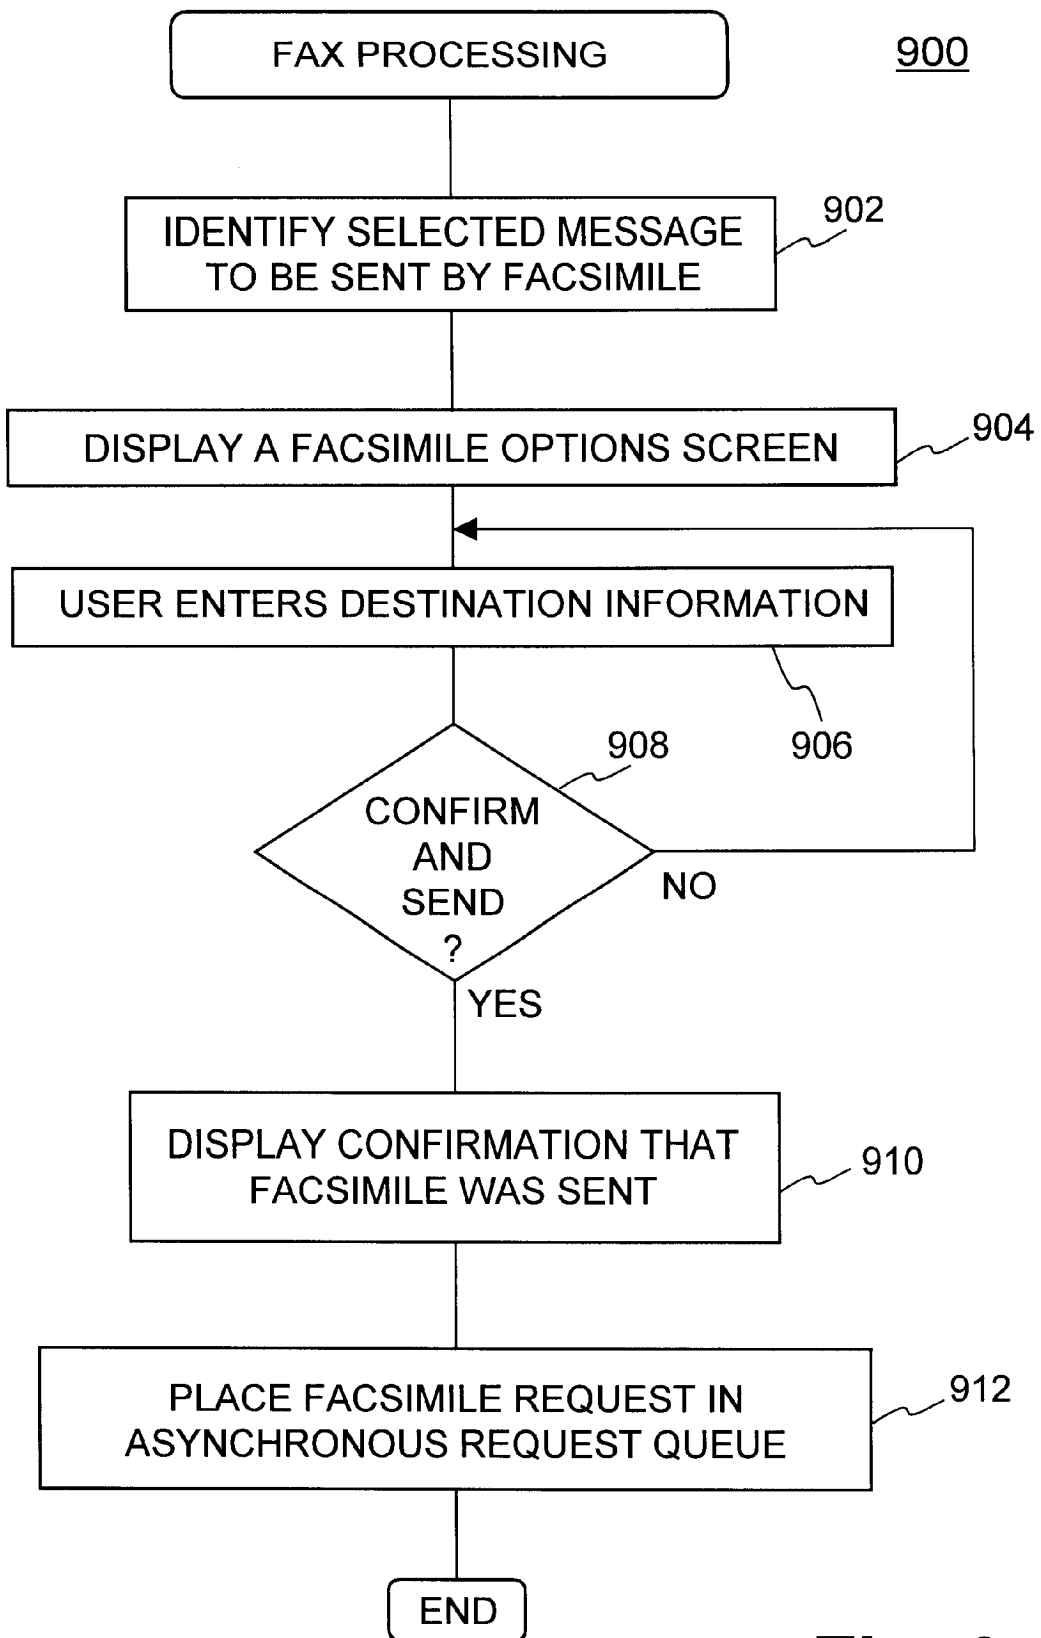 FAX PROCESSING
900
IDENTIFY SELECTED MESSAGE
TO BE SENT BY FACSIMILE
902
DISPLAY A FACSIMILE OPTIONS SCREEN
904
USER ENTERS DESTINATION INFORMATION
906
908
CONFIRM
AND
SEND
?
NO
YES
DISPLAY CONFIRMATION THAT
FACSIMILE WAS SENT
910
PLACE FACSIMILE REQUEST IN
ASYNCHRONOUS REQUEST QUEUE
912
END